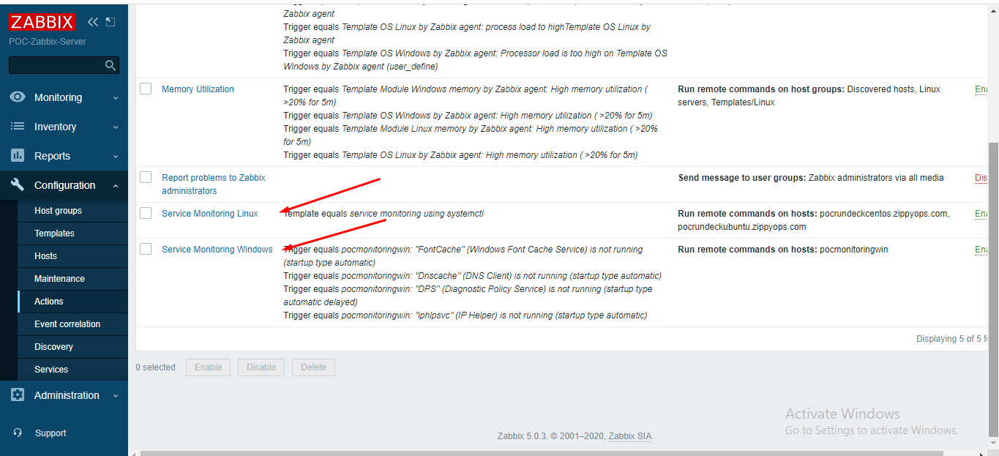 ZABBIX
POC-Zabbix-Server
Monitoring
Inventory
Reports
Configuration
Host groups
Templates
Hosts
Maintenance
Actions
Event correlation
Discovery
Services
Administration
Support
Zabbix agent
Trigger equals Template OS Linux by Zabbix agent: process load to highTemplate OS Linux by
Zabbix agent
Trigger equals Template OS Windows by Zabbix agent: Processor load is too high on Template OS
Windows by Zabbix agent (user_define)
Memory Utilization
Trigger equals Template Module Windows memory by Zabbix agent: High memory utilization (
>20% for 5m)
Trigger equals Template OS Windows by Zabbix agent: High memory utilization ( >20% for 5m)
Trigger equals Template Module Linux memory by Zabbix agent: High memory utilization ( >20%
for 5m)
Trigger equals Template OS Linux by Zabbix agent: High memory utilization ( >20% for 5m)
Run remote commands on host groups: Discovered hosts, Linux
servers, Templates/Linux
Ena
Report problems to Zabbix
administrators
Send message to user groups: Zabbix administrators via all media
Dis
Service Monitoring Linux
Template equals service monitoring using systemctl
Run remote commands on hosts: pocrundeckcentos.zippyops.com,
pocrundeckubuntu.zippyops.com
Ena
Service Monitoring Windows
Trigger equals pocmonitoringwin: "FontCache" (Windows Font Cache Service) is not running
(startup type automatic)
Trigger equals pocmonitoringwin: "Dnscache" (DNS Client) is not running (startup type automatic)
Trigger equals pocmonitoringwin: "DPS" (Diagnostic Policy Service) is not running (startup type
automatic delayed)
Trigger equals pocmonitoringwin: "iphlpsvc" (IP Helper) is not running (startup type automatic)
Run remote commands on hosts: pocmonitoringwin
Ena
Displaying 5 of 5 f
0 selected
Enable
Disable
Delete
Activate Windows
Go to Settings to activate Windows.
Zabbix 5.0.3. © 2001–2020, Zabbix SIA